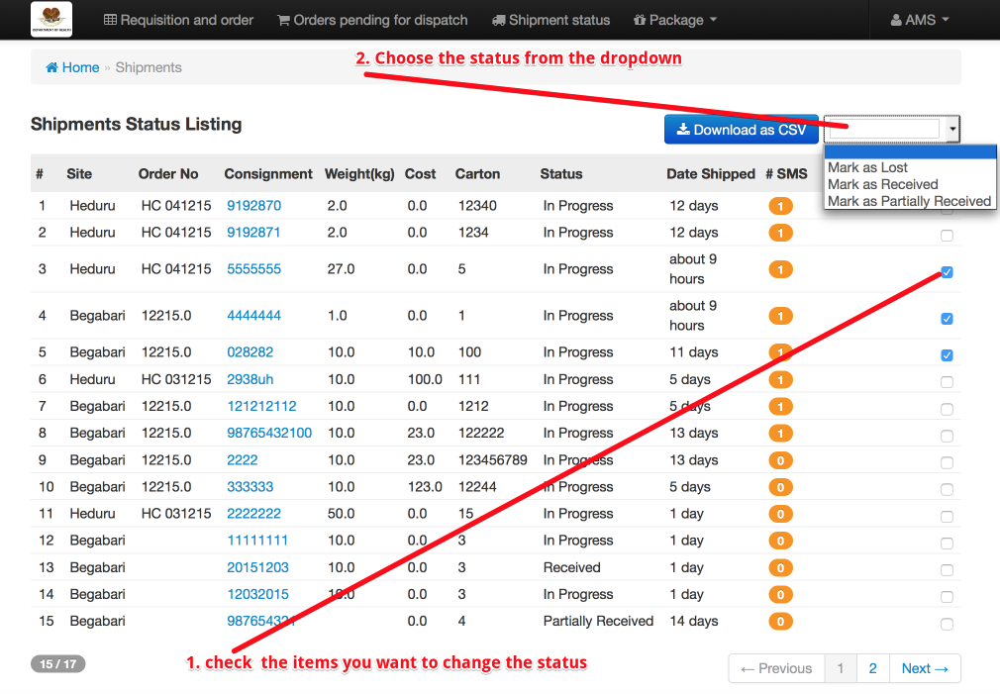 DEPARTMENT OF HEALTH
Requisition and order Orders pending for dispatch Shipment status Package AMS
2. Choose the status from the dropdown
Home » Shipments
Shipments Status Listing
Download as CSV
Mark as Lost
Mark as Received
Mark as Partially Received
# Site Order No Consignment Weight(kg) Cost Carton Status Date Shipped # SMS
1 Heduru HC 041215 9192870 2.0 0.0 12340 In Progress 12 days 1
2 Heduru HC 041215 9192871 2.0 0.0 1234 In Progress 12 days 1
3 Heduru HC 041215 5555555 27.0 0.0 5 In Progress about 9 hours 1
4 Begabari 12215.0 4444444 1.0 0.0 1 In Progress about 9 hours 1
5 Begabari 12215.0 028282 10.0 10.0 100 In Progress 11 days 1
6 Heduru HC 031215 2938uh 10.0 100.0 111 In Progress 5 days 1
7 Begabari 12215.0 121212112 10.0 0.0 1212 In Progress 5 days 1
8 Begabari 12215.0 98765432100 10.0 23.0 122222 In Progress 13 days 1
9 Begabari 12215.0 2222 10.0 23.0 123456789 In Progress 13 days 0
10 Begabari 12215.0 333333 10.0 123.0 12244 In Progress 5 days 0
11 Heduru HC 031215 2222222 50.0 0.0 15 In Progress 1 day 0
12 Begabari 11111111 10.0 0.0 3 In Progress 1 day 0
13 Begabari 20151203 10.0 0.0 3 Received 1 day 0
14 Begabari 12032015 10.0 0.0 3 In Progress 1 day 0
15 Begabari 987654321 0.0 4 Partially Received 14 days 0
15 / 17
1. check the items you want to change the status
← Previous 1 2 Next →